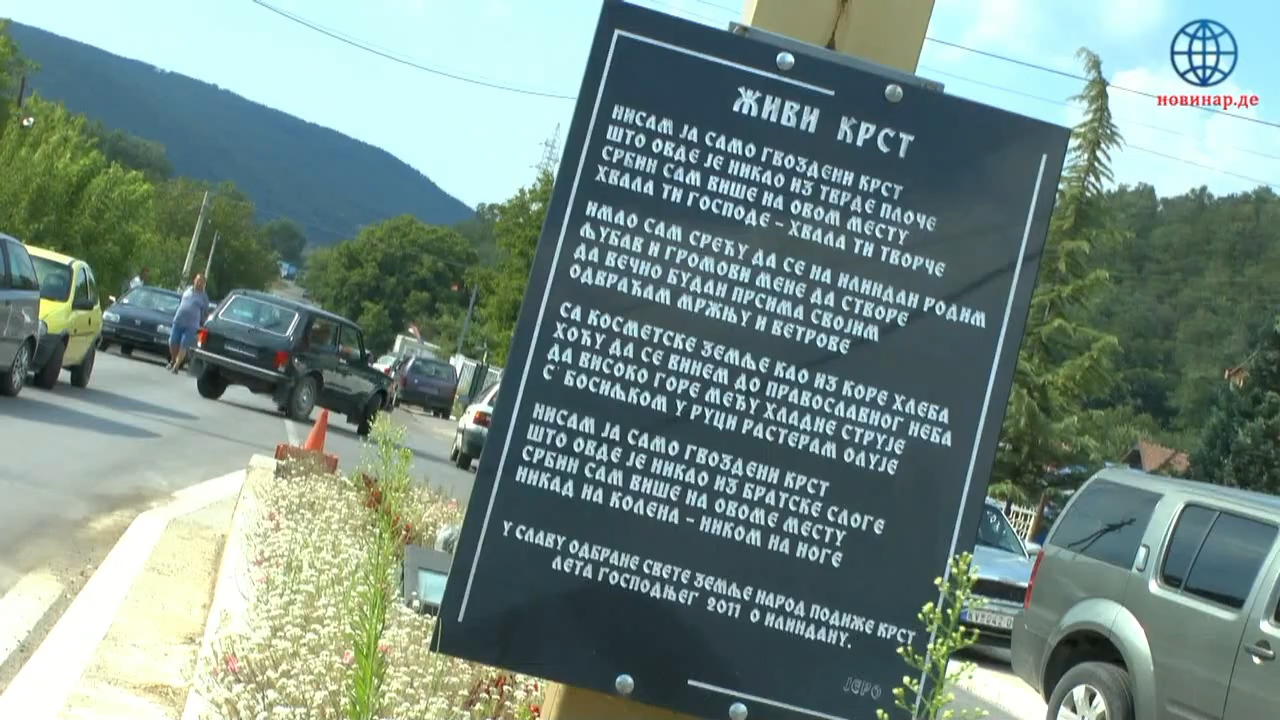 новинар.де
ЖИВИ КРСТ
НИСАМ ЈА САМО ГВОЗДЕНИ КРСТ
ШТО ОВДЕ ЈЕ НИКАО ИЗ ТВРДЕ ПЛОЧЕ
СРБИН САМ ВИШЕ НА ОВОМ МЕСТУ
ХВАЛА ТИ ГОСПОДЕ - ХВАЛА ТИ ТВОРЧЕ
ИМАО САМ СРЕЋУ ДА СЕ НА ИЛИНДАН РОДИМ
ЉУБАВ И ГРОМОВИ МЕНЕ ДА СТВОРЕ
ДА ВЕЧНО БУДАН ПРСИМА СВОЈИМ
ОДВРАЋАМ МРЖЊУ И ВЕТРОВЕ
СА КОСМЕТСКЕ ЗЕМЉЕ КАО ИЗ КОРЕ ХЛЕБА
ХОЋУ ДА СЕ ВИНЕМ ДО ПРАВОСЛАВНОГ НЕБА
ДА ВИСОКО ГОРЕ МЕЂУ ХЛАДНЕ СТРУЈЕ
С' БОСИЉКОМ У РУЦИ РАСТЕРАМ ОЛУЈЕ
НИСАМ ЈА САМО ГВОЗДЕНИ КРСТ
ШТО ОВДЕ ЈЕ НИКАО ИЗ БРАТСКЕ СЛОГЕ
СРБИН САМ ВИШЕ НА ОВОМЕ МЕСТУ
НИКАД НА КОЛЕНА - НИКОМ НА НОГЕ
У СЛАВУ ОДБРАНЕ СВЕТЕ ЗЕМЉЕ НАРОД ПОДИЖЕ КРСТ
ЛЕТА ГОСПОДЊЕГ 2011 О ИЛИНДАНУ.
ЈЕРО